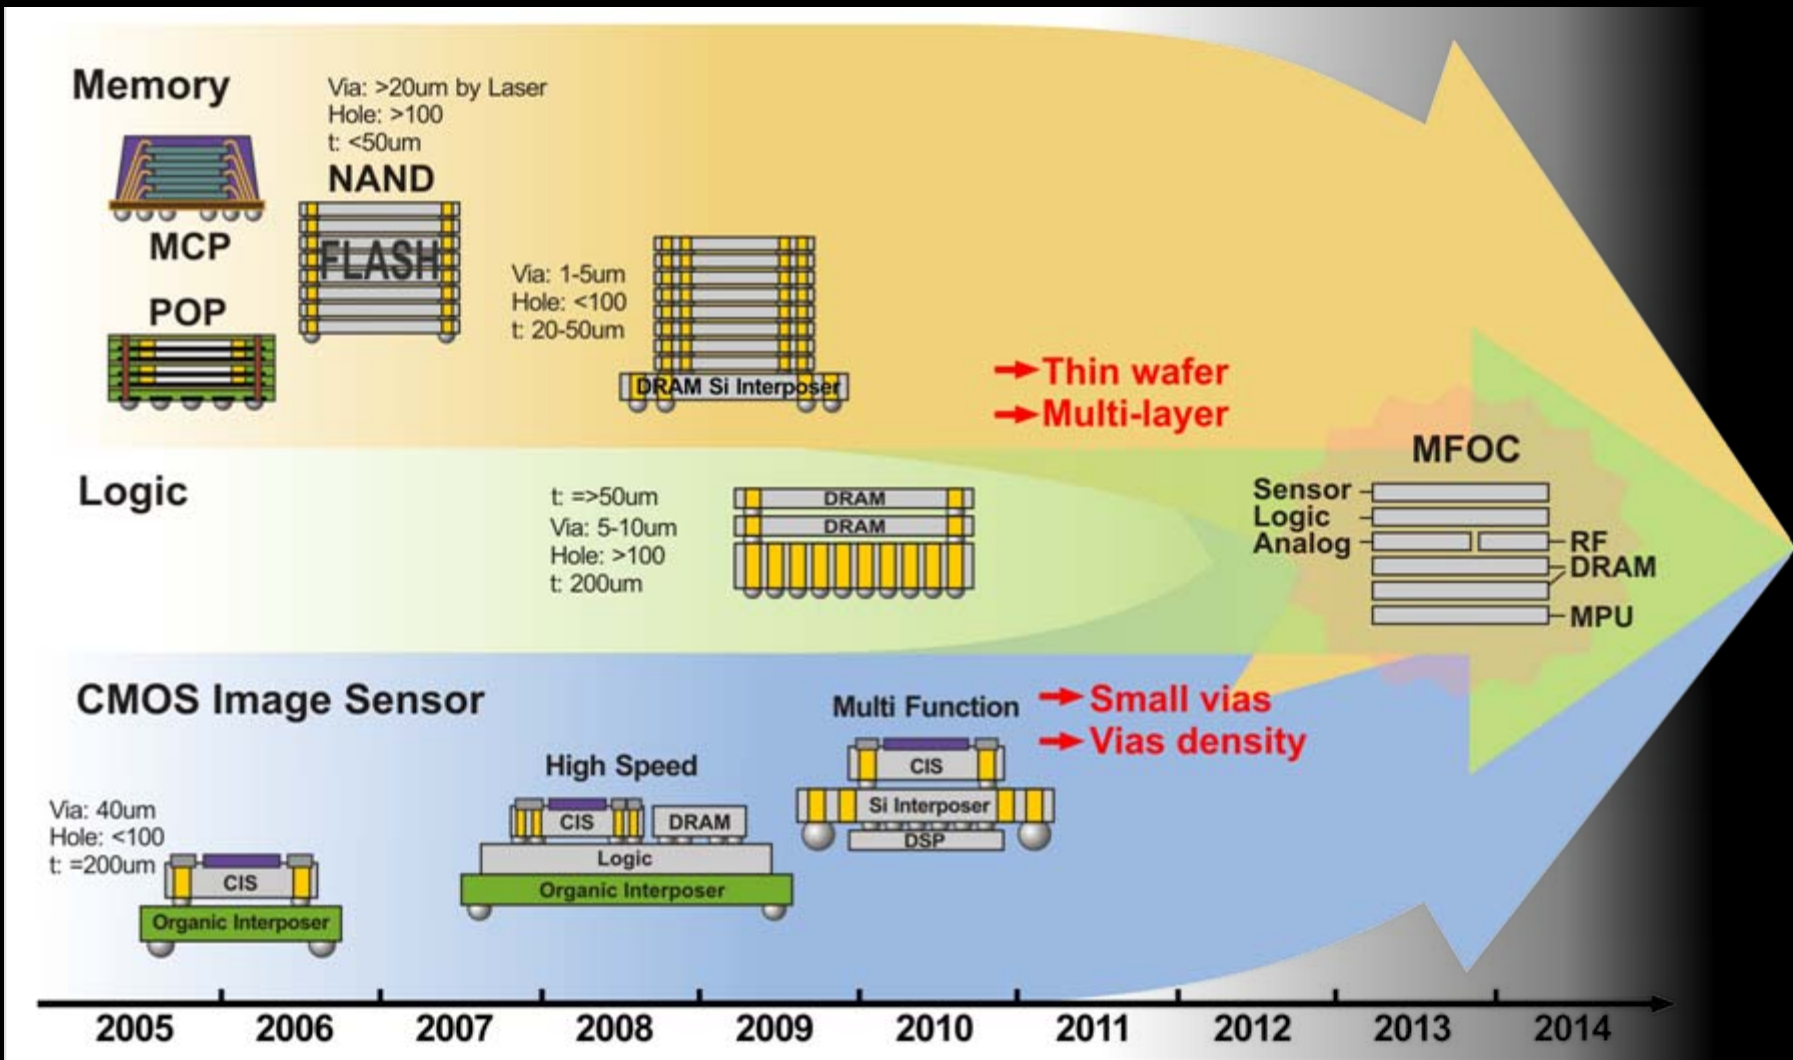 Memory
Via: >20um by Laser
Hole: >100
t: <50um
NAND
FLASH
MCP
POP
Via: 1-5um
Hole: <100
t: 20-50um
DRAM Si Interposer
Thin wafer
Multi-layer
Logic
t: =>50um
Via: 5-10um
Hole: >100
t: 200um
DRAM
DRAM
MFOC
Sensor
Logic
Analog
RF
DRAM
MPU
CMOS Image Sensor
Via: 40um
Hole: <100
t: =200um
CIS
Organic Interposer
High Speed
CIS
DRAM
Logic
Organic Interposer
Multi Function
CIS
Si Interposer
DSP
Small vias
Vias density
2005 2006 2007 2008 2009 2010 2011 2012 2013 2014